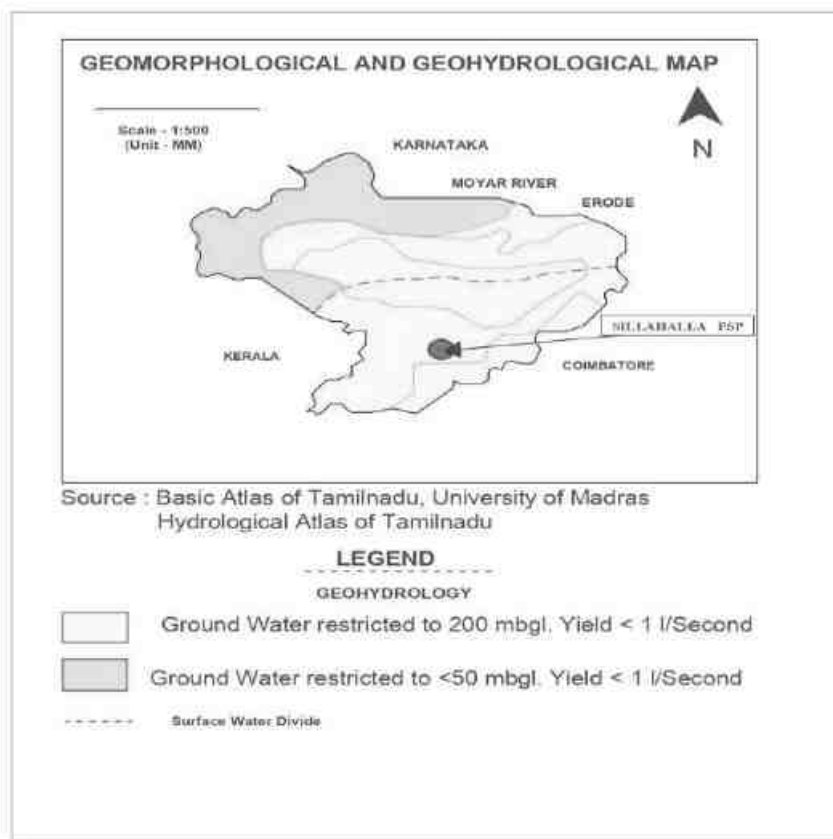 GEOMORPHOLOGICAL AND GEOHYDROLOGICAL MAP
Scale - 1:500
(Unit - MM)
N
KARNATAKA
MOYAR RIVER
ERODE
SILLAHALLA PSP
KERALA
COIMBATORE
Source : Basic Atlas of Tamilnadu, University of Madras
Hydrological Atlas of Tamilnadu
LEGEND
GEOHYDROLOGY
Ground Water restricted to 200 mbgl. Yield < 1 l/Second
Ground Water restricted to <50 mbgl. Yield < 1 l/Second
Surface Water Divide